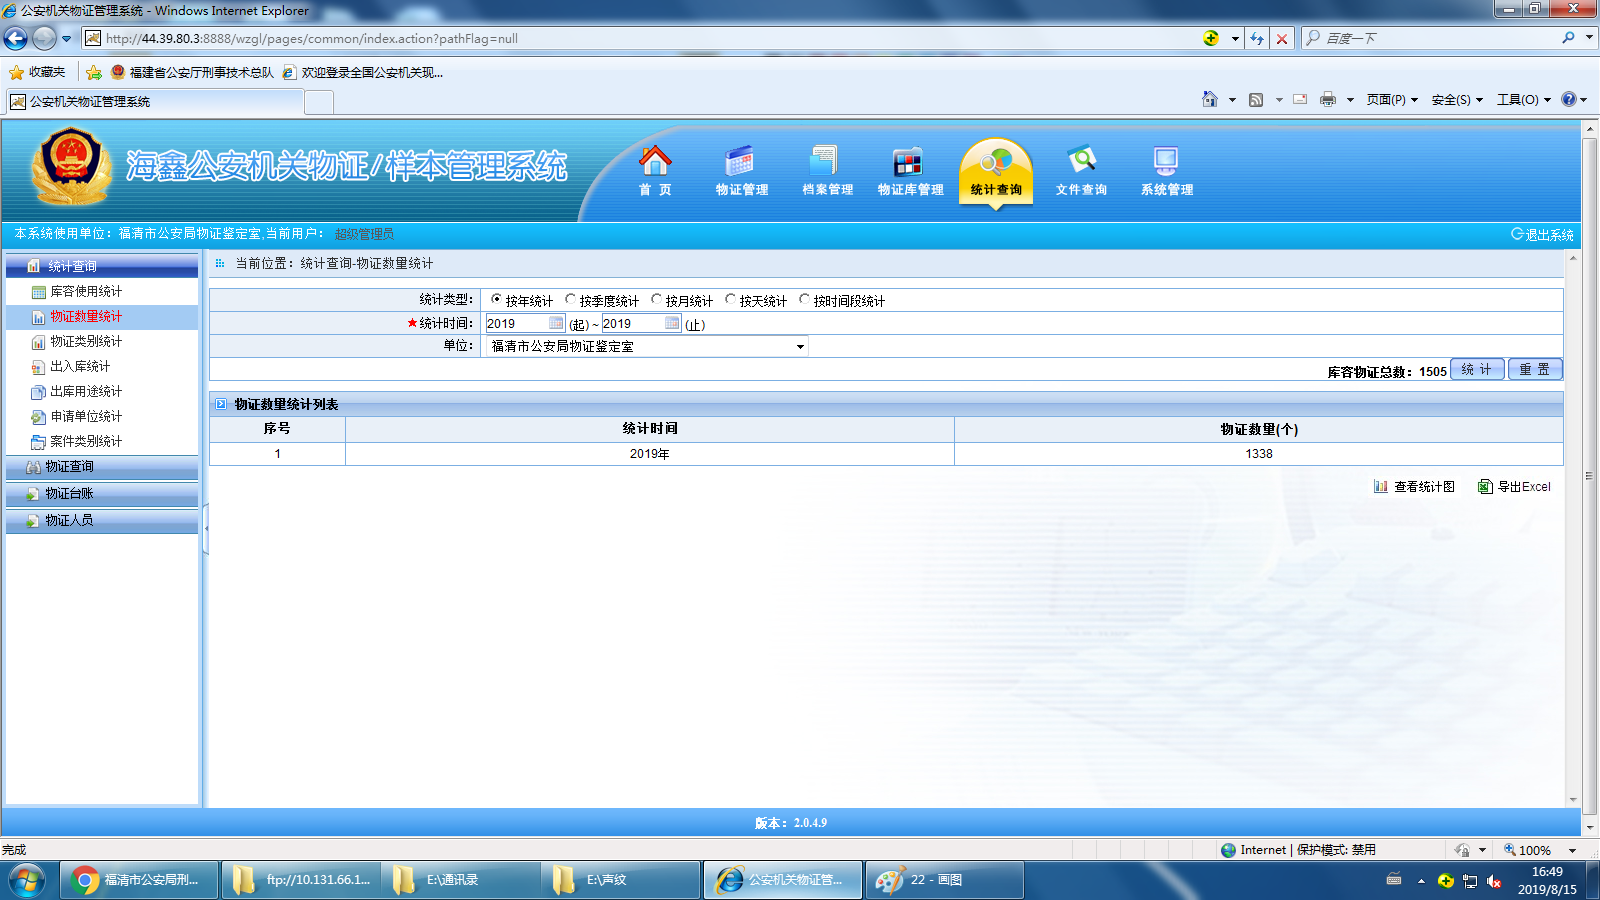 公安机关物证管理系统 - Windows Internet Explorer
http://44.39.80.3:8888/wzgl/pages/common/index.action?pathFlag=null
百度一下
收藏夹
福建省公安厅刑事技术总队
欢迎登录全国公安机关现...
公安机关物证管理系统
页面(P)
安全(S)
工具(O)
海鑫公安机关物证/样本管理系统
首 页
物证管理
档案管理
物证库管理
统计查询
文件查询
系统管理
本系统使用单位：福清市公安局物证鉴定室,当前用户： 超级管理员
退出系统
统计查询
库容使用统计
物证数量统计
物证类别统计
出入库统计
出库用途统计
申请单位统计
案件类别统计
物证查询
物证台账
物证人员
当前位置：统计查询-物证数量统计
统计类型： 按年统计 按季度统计 按月统计 按天统计 按时间段统计
★统计时间： 2019 (起) ~ 2019 (止)
单位： 福清市公安局物证鉴定室
库容物证总数：1505 统 计 重 置
物证数量统计列表
序号 统计时间 物证数量(个)
1 2019年 1338
查看统计图 导出Excel
版本：2.0.4.9
完成
Internet | 保护模式: 禁用
100%
福清市公安局刑...
ftp://10.131.66.1...
E:\通讯录
E:\声纹
公安机关物证管...
22 - 画图
16:49
2019/8/15